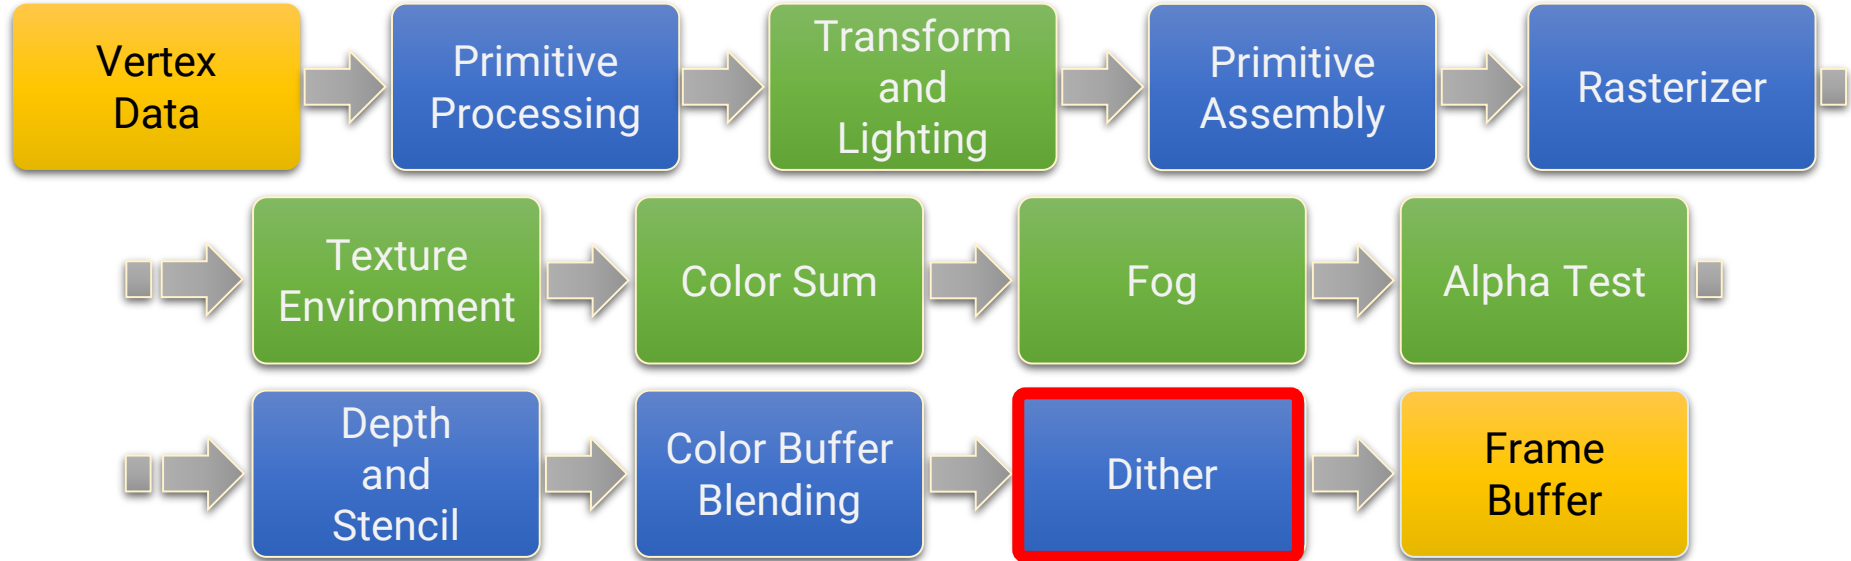 Vertex
Data
Primitive
Processing
Transform
and
Lighting
Primitive
Assembly
Rasterizer
Texture
Environment
Color Sum
Fog
Alpha Test
Depth
and
Stencil
Color Buffer
Blending
Dither
Frame
Buffer